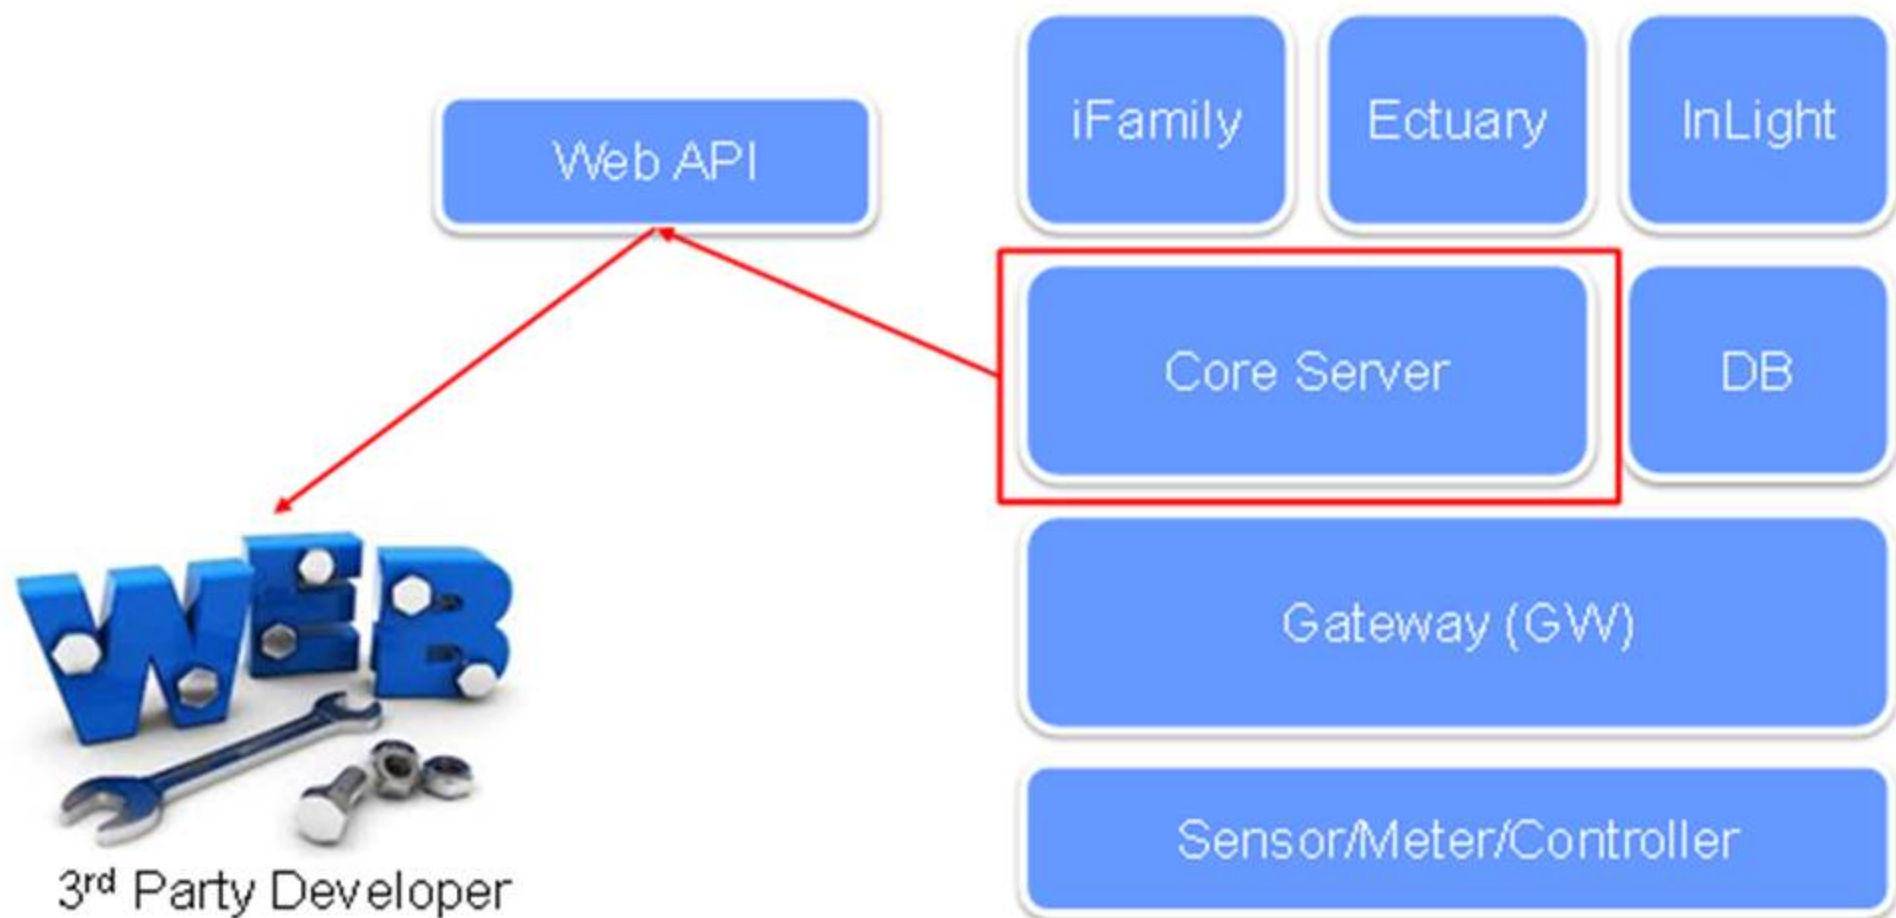 iFamily
Ectuary
InLight
Web API
Core Server
DB
WEB
Gateway (GW)
Sensor/Meter/Controller
3rd Party Developer